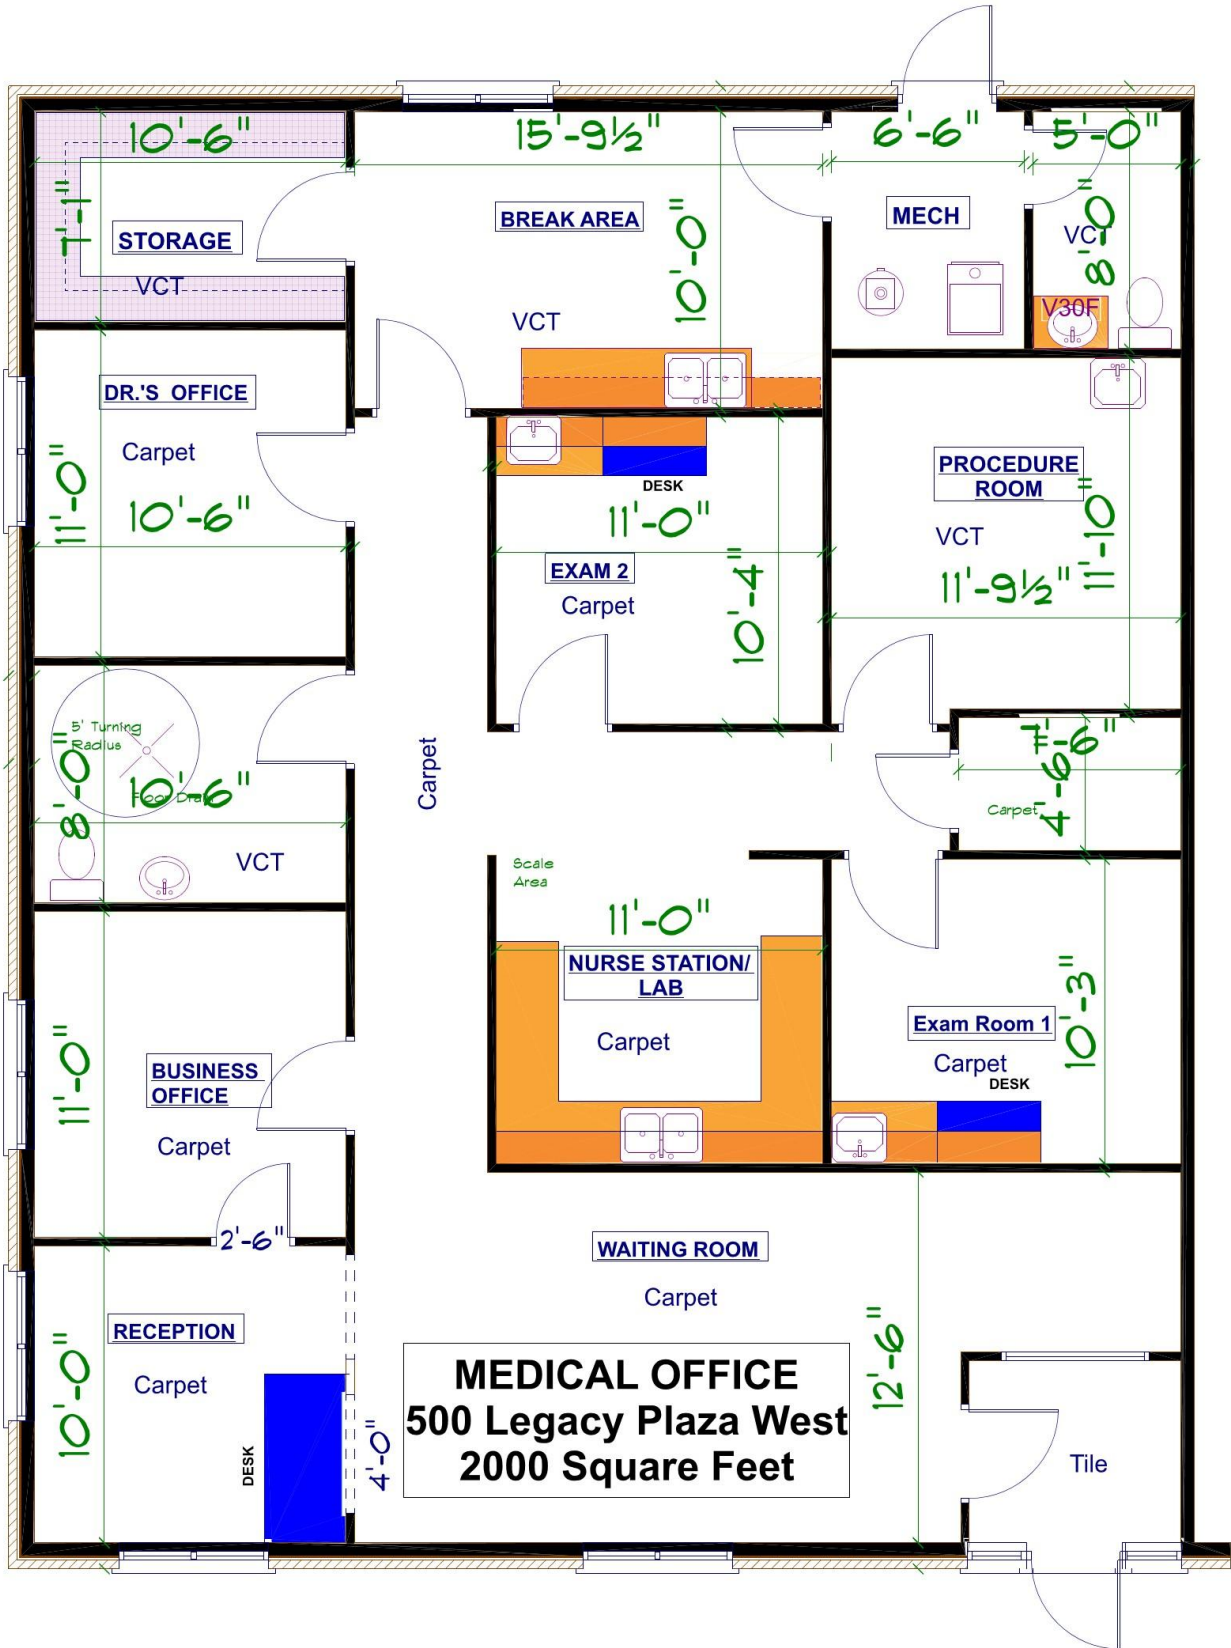 10'-6"
15'-9½"
6'-6"
5'-0"
7'-1"
STORAGE
VCT
BREAK AREA
10'-0"
VCT
MECH
VCT
8'-0"
V30F
DR.'S OFFICE
Carpet
11'-0"
10'-6"
DESK
11'-0"
EXAM 2
Carpet
10'-4"
PROCEDURE
ROOM
VCT
11'-10"
11'-9½"
5' Turning
Radius
8'-0"
10'-6"
VCT
Carpet
Carpet
Scale
Area
11'-0"
NURSE STATION/
LAB
Carpet
Exam Room 1
Carpet
DESK
10'-3"
11'-0"
BUSINESS
OFFICE
Carpet
2'-6"
WAITING ROOM
Carpet
RECEPTION
Carpet
10'-0"
DESK
4'-0"
12'-6"
MEDICAL OFFICE
500 Legacy Plaza West
2000 Square Feet
Tile